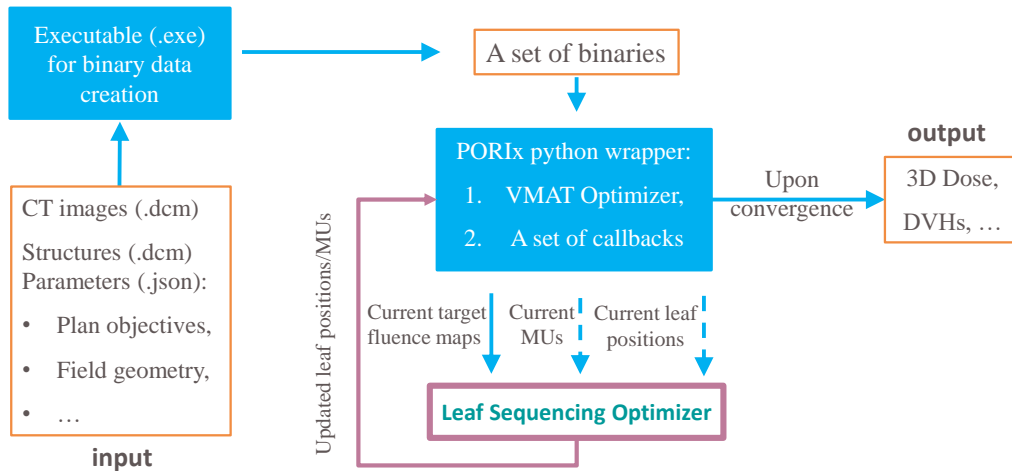 Executable (.exe)
for binary data
creation
A set of binaries
PORIx python wrapper:
1. VMAT Optimizer,
2. A set of callbacks
Upon
convergence
output
3D Dose,
DVHs, …
CT images (.dcm)
Structures (.dcm)
Parameters (.json):
• Plan objectives,
• Field geometry,
• …
input
Updated leaf positions/MUs
Current target
fluence maps
Current
MUs
Current leaf
positions
Leaf Sequencing Optimizer